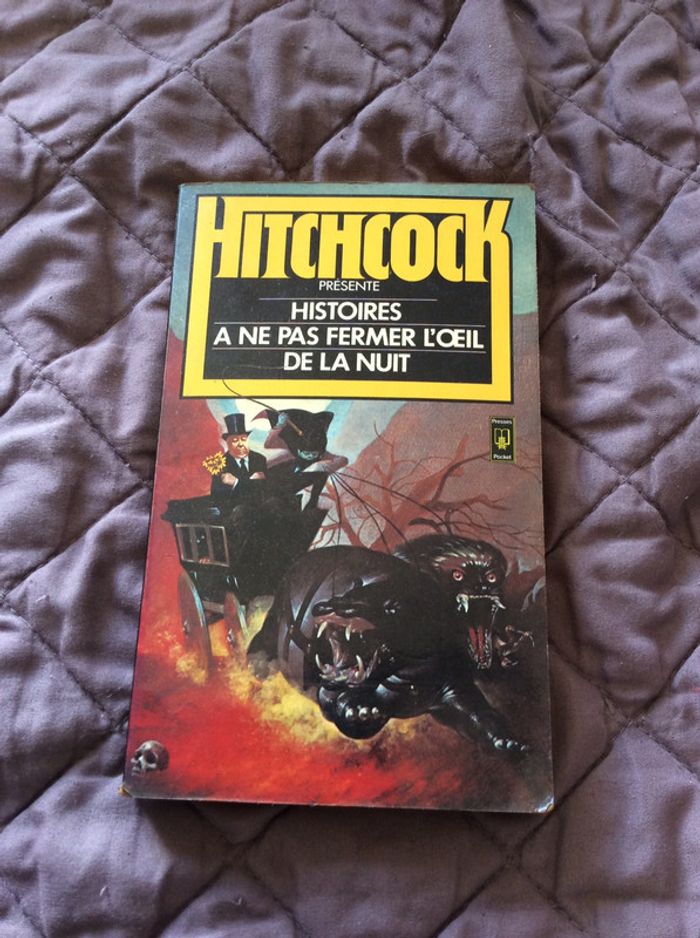 HITCHCOCK
PRÉSENTE
HISTOIRES
A NE PAS FERMER L'ŒIL
DE LA NUIT
Presses
Pocket